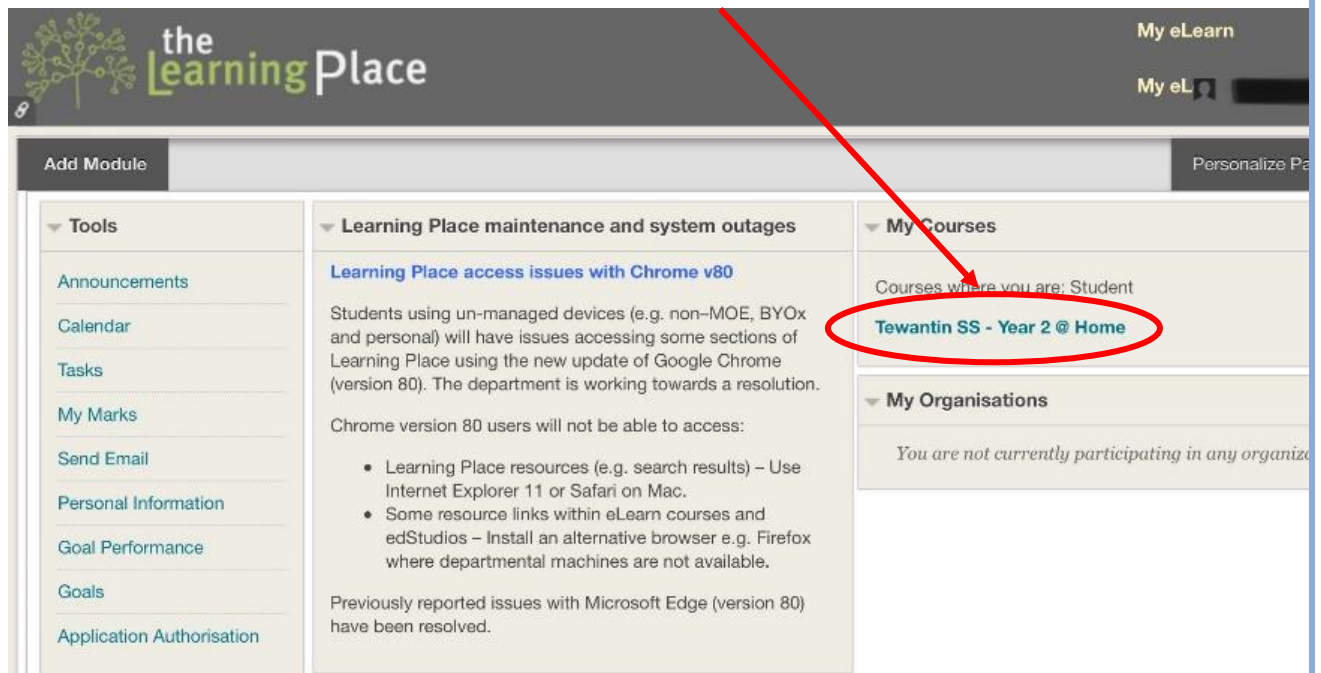 the
Learning Place
My eLearn
My eL
Add Module
Personalize Pa
Tools
Announcements
Calendar
Tasks
My Marks
Send Email
Personal Information
Goal Performance
Goals
Application Authorisation
Learning Place maintenance and system outages
Learning Place access issues with Chrome v80
Students using un-managed devices (e.g. non–MOE, BYOx
and personal) will have issues accessing some sections of
Learning Place using the new update of Google Chrome
(version 80). The department is working towards a resolution.
Chrome version 80 users will not be able to access:
• Learning Place resources (e.g. search results) – Use
Internet Explorer 11 or Safari on Mac.
• Some resource links within eLearn courses and
edStudios – Install an alternative browser e.g. Firefox
where departmental machines are not available.
Previously reported issues with Microsoft Edge (version 80)
have been resolved.
My Courses
Courses where you are: Student
Tewantin SS - Year 2 @ Home
My Organisations
You are not currently participating in any organiz